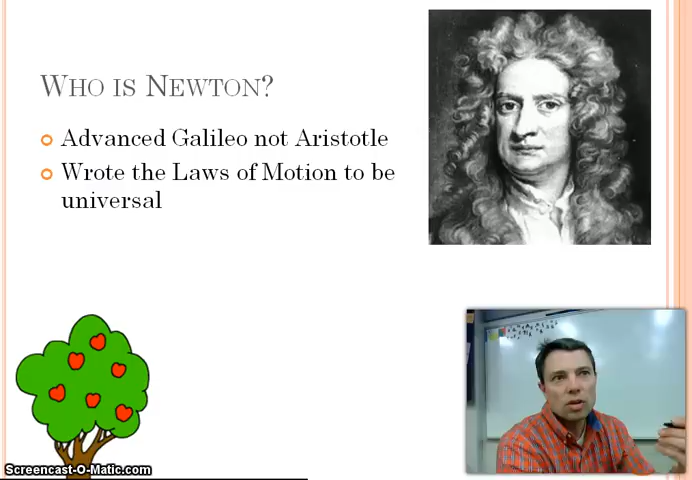 WHO IS NEWTON?
Advanced Galileo not Aristotle
Wrote the Laws of Motion to be
universal
Screencast-O-Matic.com